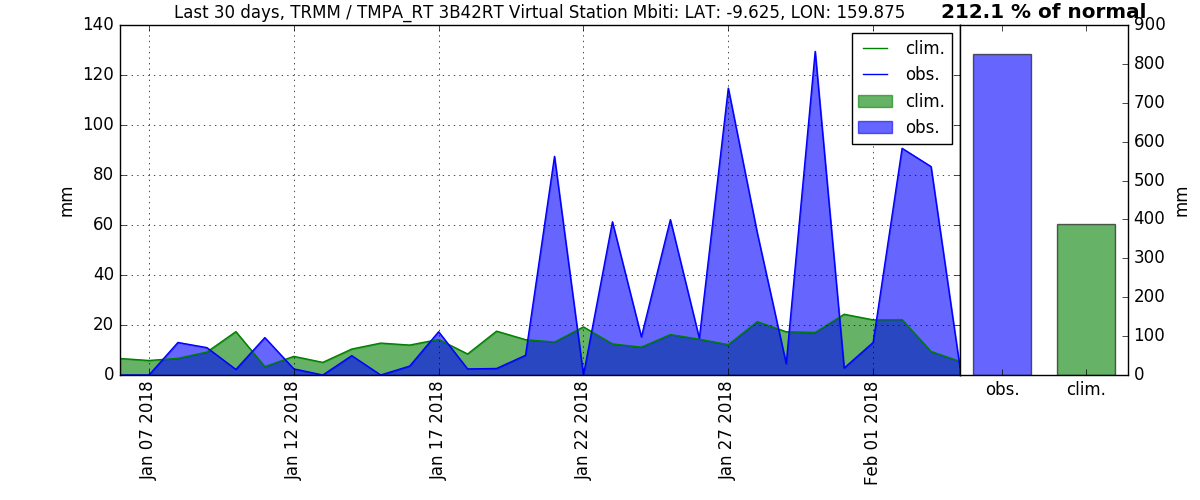 Last 30 days, TRMM / TMPA_RT 3B42RT Virtual Station Mbiti: LAT: -9.625, LON: 159.875
212.1 % of normal
140
120
100
80
60
40
20
0
mm
clim.
obs.
clim.
obs.
900
800
700
600
500
400
300
200
100
0
mm
obs.
clim.
Jan 07 2018
Jan 12 2018
Jan 17 2018
Jan 22 2018
Jan 27 2018
Feb 01 2018